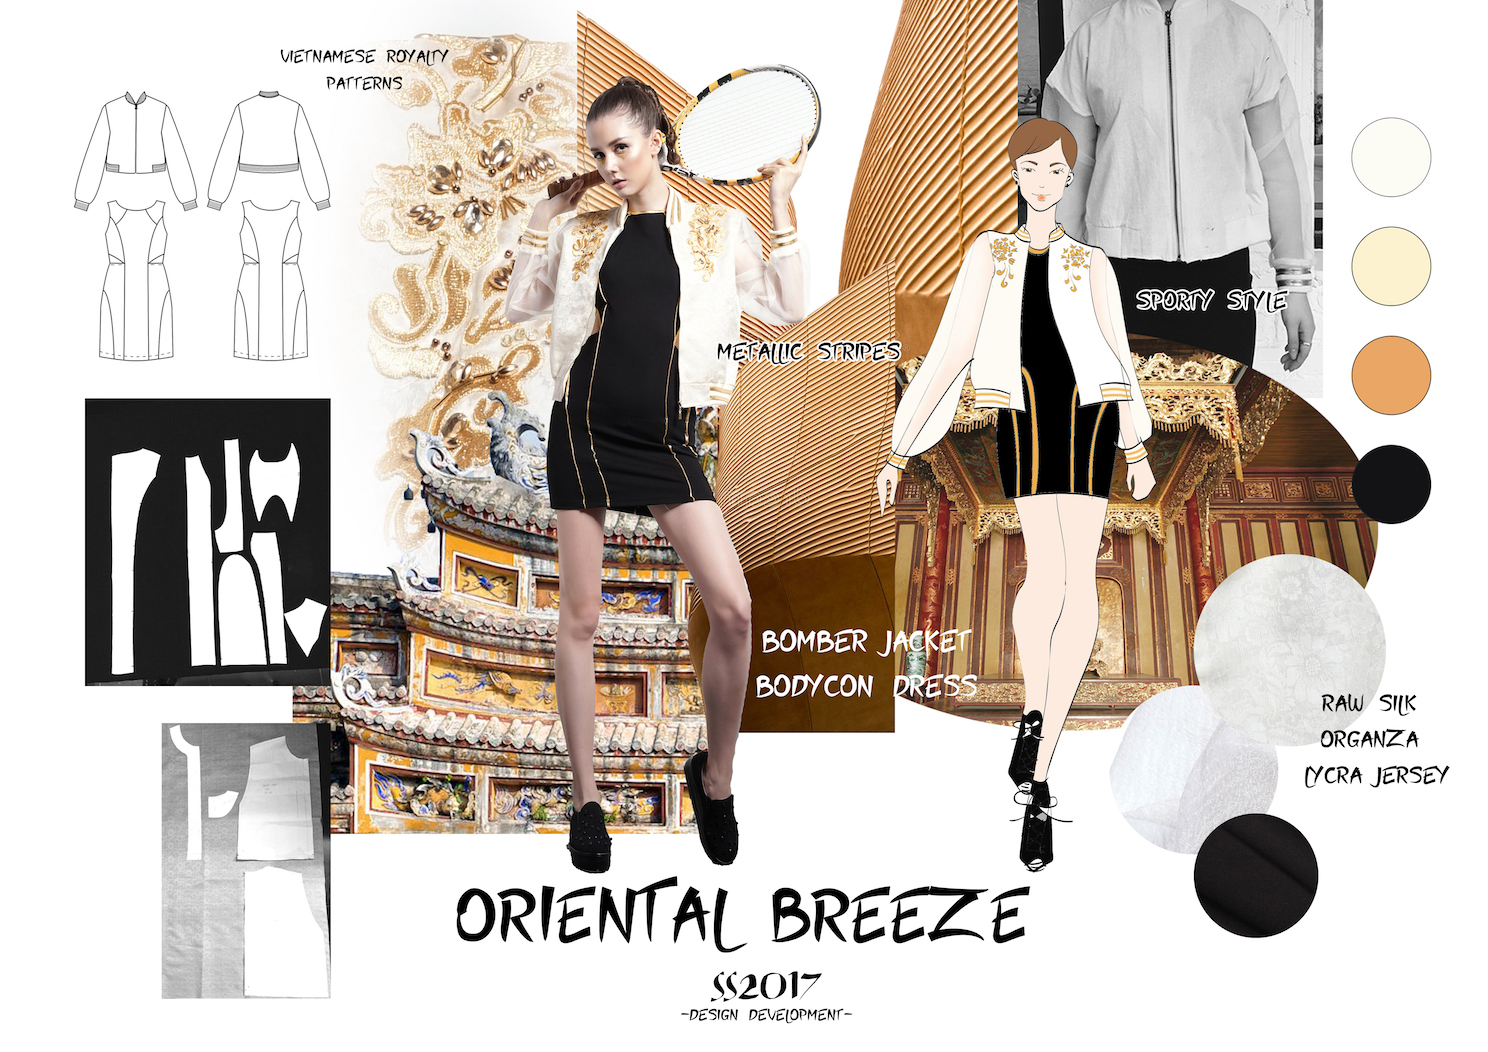 VIETNAMESE ROYALTY
PATTERNS
METALLIC STRIPES
SPORTY STYLE
BOMBER JACKET
BODYCON DRESS
RAW SILK
ORGANZA
LYCRA JERSEY
ORIENTAL BREEZE
SS2017
-DESIGN DEVELOPMENT-